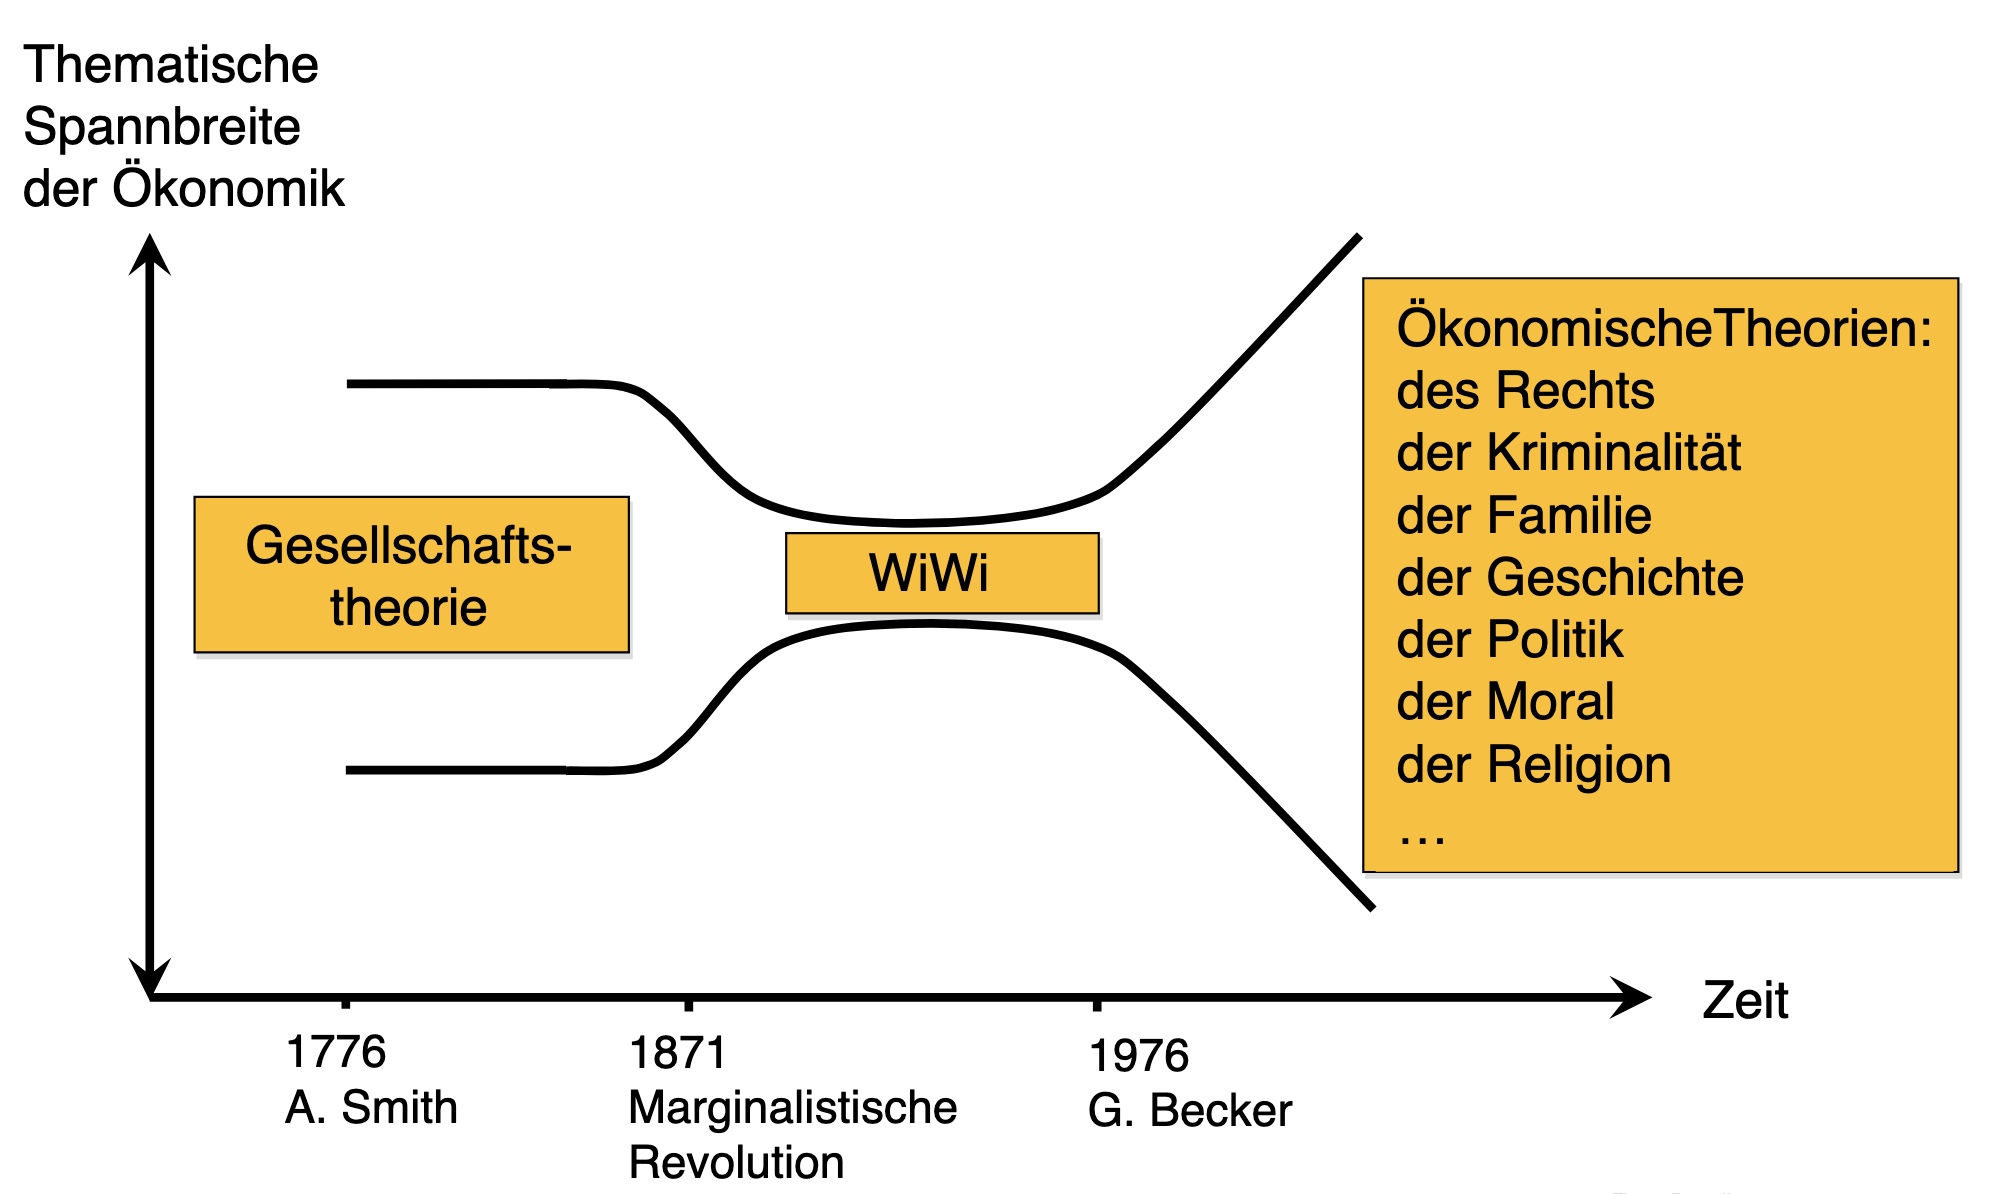 Thematische
Spannbreite
der Ökonomik
Gesellschafts-
theorie
WiWi
ÖkonomischeTheorien:
des Rechts
der Kriminalität
der Familie
der Geschichte
der Politik
der Moral
der Religion
…
Zeit
1776
A. Smith
1871
Marginalistische
Revolution
1976
G. Becker